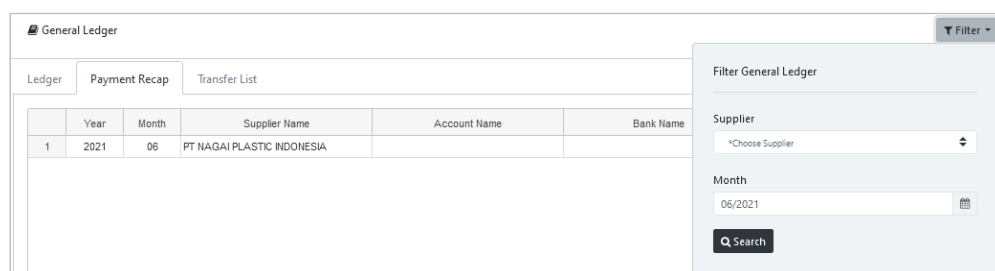 General Ledger
Filter
Ledger Payment Recap Transfer List
Year Month Supplier Name Account Name Bank Name
1 2021 06 PT NAGAI PLASTIC INDONESIA
Filter General Ledger
Supplier
*Choose Supplier
Month
06/2021
Search